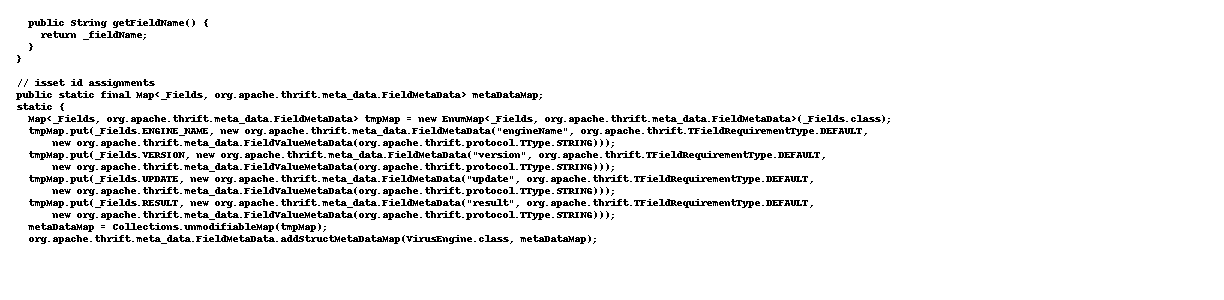 public String getFieldName() {
return _fieldName;
}
}
// isset id assignments
public static final Map<_Fields, org.apache.thrift.meta_data.FieldMetaData> metaDataMap;
static {
Map<_Fields, org.apache.thrift.meta_data.FieldMetaData> tmpMap = new EnumMap<_Fields, org.apache.thrift.meta_data.FieldMetaData>(_Fields.class);
tmpMap.put(_Fields.ENGINE_NAME, new org.apache.thrift.meta_data.FieldMetaData("engineName", org.apache.thrift.TFieldRequirementType.DEFAULT,
new org.apache.thrift.meta_data.FieldValueMetaData(org.apache.thrift.protocol.TType.STRING)));
tmpMap.put(_Fields.VERSION, new org.apache.thrift.meta_data.FieldMetaData("version", org.apache.thrift.TFieldRequirementType.DEFAULT,
new org.apache.thrift.meta_data.FieldValueMetaData(org.apache.thrift.protocol.TType.STRING)));
tmpMap.put(_Fields.UPDATE, new org.apache.thrift.meta_data.FieldMetaData("update", org.apache.thrift.TFieldRequirementType.DEFAULT,
new org.apache.thrift.meta_data.FieldValueMetaData(org.apache.thrift.protocol.TType.STRING)));
tmpMap.put(_Fields.RESULT, new org.apache.thrift.meta_data.FieldMetaData("result", org.apache.thrift.TFieldRequirementType.DEFAULT,
new org.apache.thrift.meta_data.FieldValueMetaData(org.apache.thrift.protocol.TType.STRING)));
metaDataMap = Collections.unmodifiableMap(tmpMap);
org.apache.thrift.meta_data.FieldMetaData.addStructMetaDataMap(VirusEngine.class, metaDataMap);